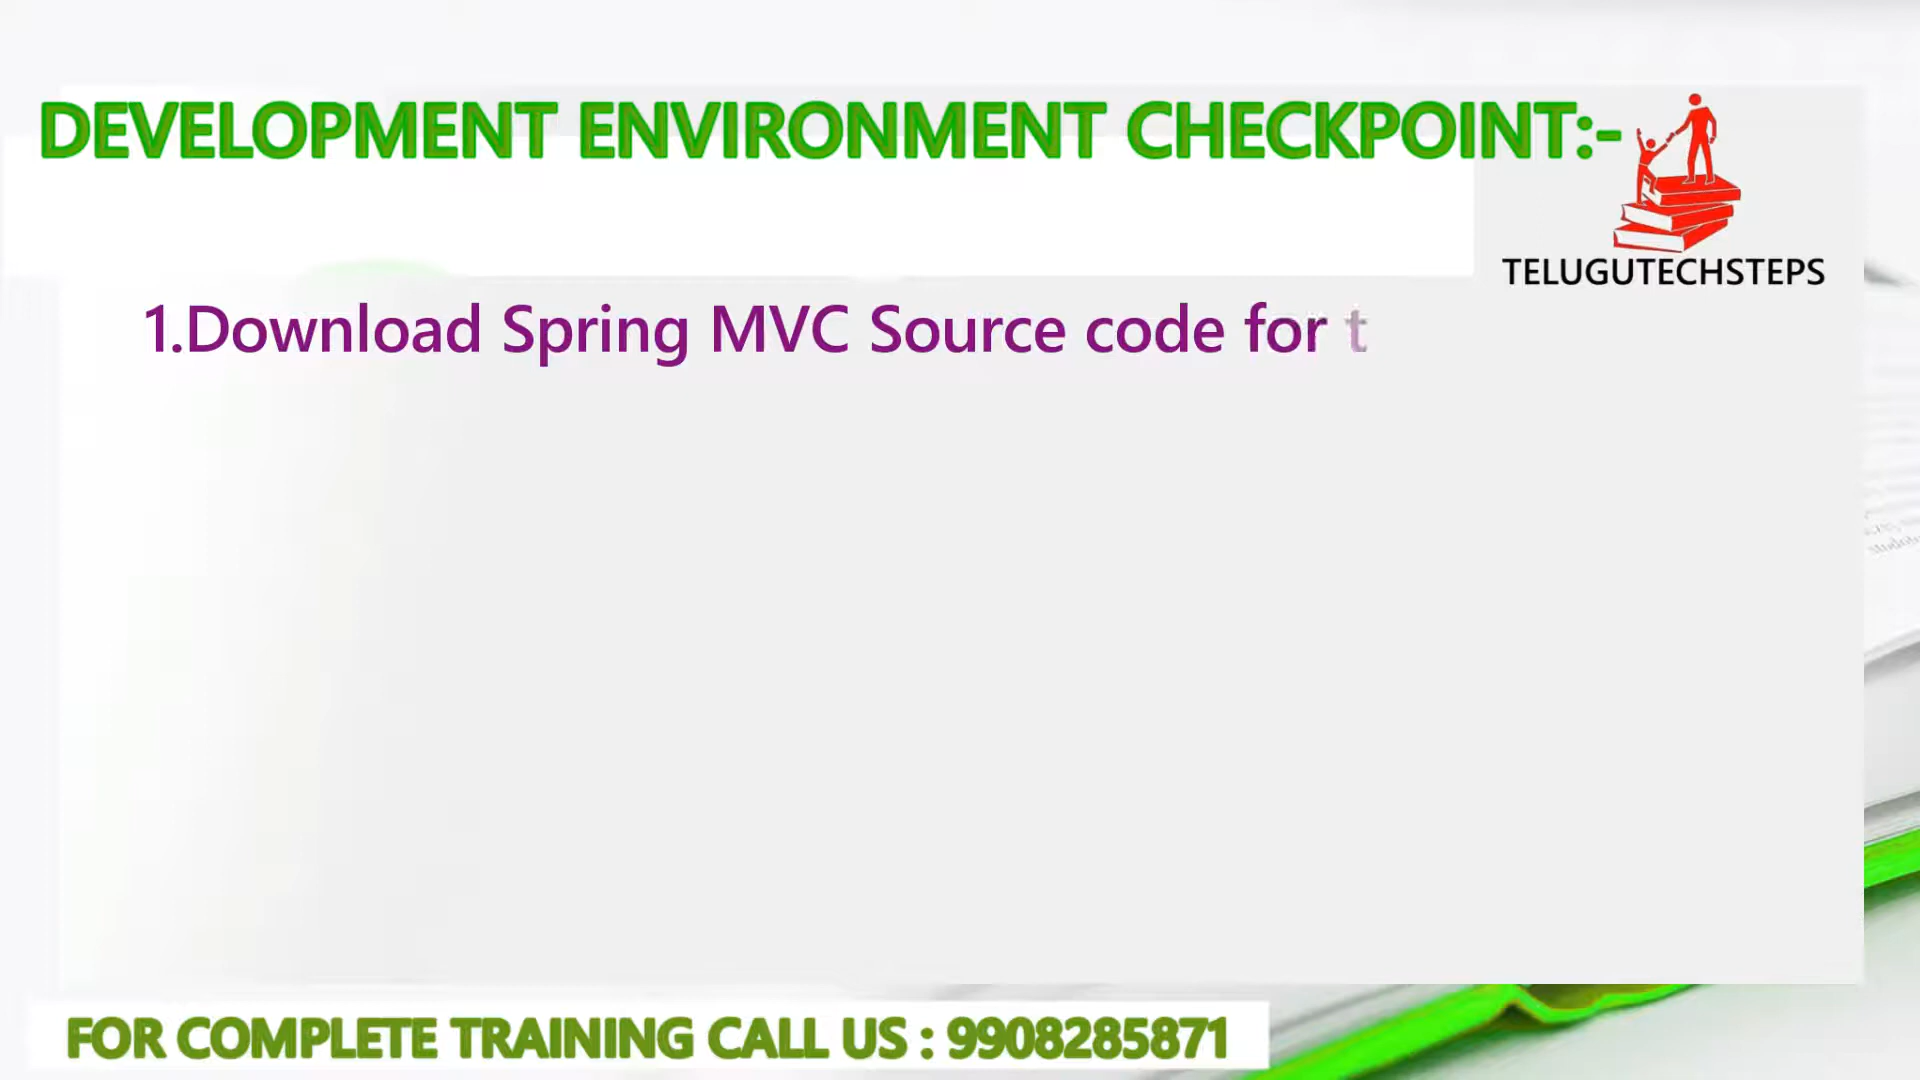 DEVELOPMENT ENVIRONMENT CHECKPOINT:-
TELUGUTECHSTEPS
1.Download Spring MVC Source code for t
FOR COMPLETE TRAINING CALL US : 9908285871